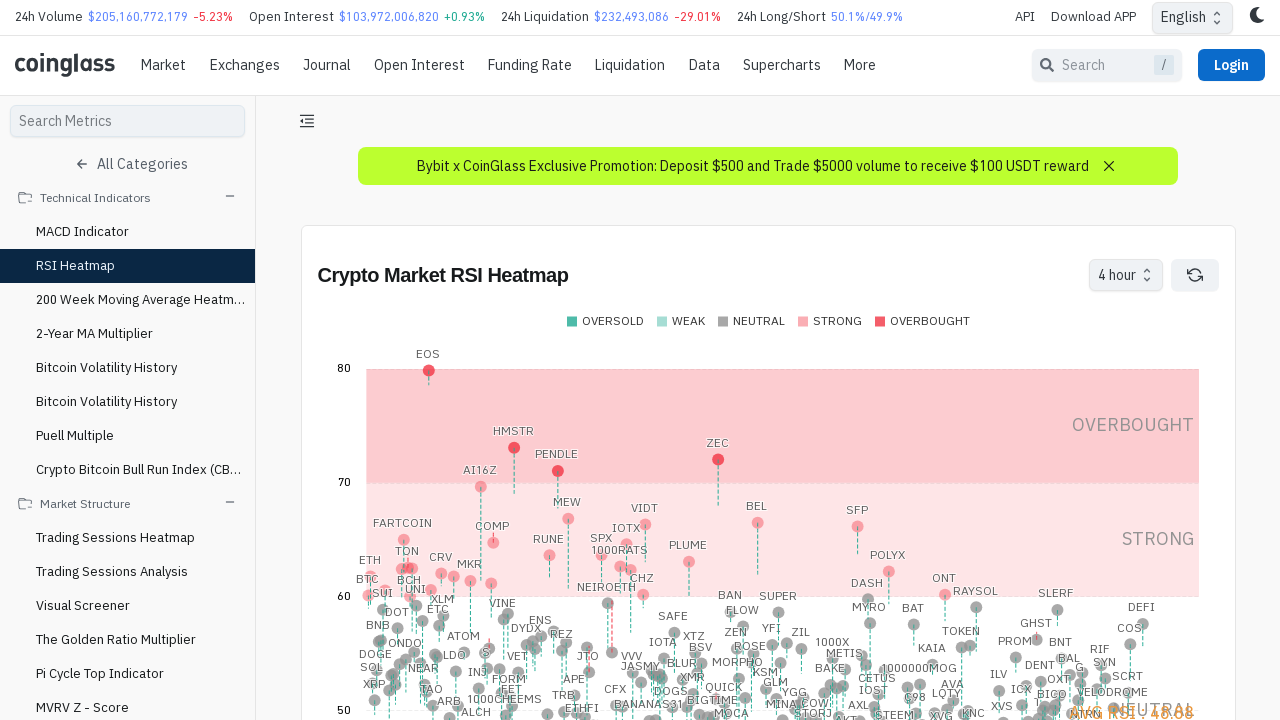 24h Volume $205,160,772,179 -5.23% Open Interest $103,972,006,820 +0.93% 24h Liquidation $232,493,086 -29.01% 24h Long/Short 50.1%/49.9% API Download APP English
coinglass Market Exchanges Journal Open Interest Funding Rate Liquidation Data Supercharts More Search / Login
Search Metrics
All Categories
Technical Indicators
MACD Indicator
RSI Heatmap
200 Week Moving Average Heatm...
2-Year MA Multiplier
Bitcoin Volatility History
Bitcoin Volatility History
Puell Multiple
Crypto Bitcoin Bull Run Index (CB...
Market Structure
Trading Sessions Heatmap
Trading Sessions Analysis
Visual Screener
The Golden Ratio Multiplier
Pi Cycle Top Indicator
MVRV Z - Score
Bybit x CoinGlass Exclusive Promotion: Deposit $500 and Trade $5000 volume to receive $100 USDT reward
Crypto Market RSI Heatmap
4 hour
OVERSOLD WEAK NEUTRAL STRONG OVERBOUGHT
EOS
80
OVERBOUGHT
HMSTR
ZEC
PENDLE
AI16Z
70
MEW
VIDT
BEL
SFP
FARTCOIN
COMP
IOTX
STRONG
RUNE
SPX
TON
1000RATS
PLUME
POLYX
ETH
CRV
MKR
BTC
BCH
CHZ
ONT
DASH
NEIROETH
UNI
SUI
RAYSOL
60
BAN
SUPER
SLERF
XLM
VINE
MYRO
BAT
DEFI
DOT
ETC
FLOW
SAFE
ENS
BNB
DYDX
GHST
COS
ATOM
REZ
XTZ
ZEN
YFI
ZIL
TOKEN
ONDO
IOTA
1000X
PROM
BNT
DOGE
LDO
S
VET
JTO
VVV
BSV
ROSE
METIS
KAIA
RIF
SOL
NEAR
INJ
JASMY
BLUR
MORPHO
BAKE
1000000MOG
DENT
BAL
SYN
XRP
FORM
APE
XMR
KSM
CETUS
ILV
G
SCRT
TAO
FET
CFX
DOGS
QUICK
GLM
YGG
IOST
AVA
ICX
OXT
VELODROME
ARB
1000CHEEMS
TRB
BANANAS31
BIGTIME
MINA
COW
AXL
C98
LQTY
XVS
BICO
ALCH
ETHFI
MOCA
STORJ
STEEM
XVG
KNC
NTRN
NEUTRAL
50